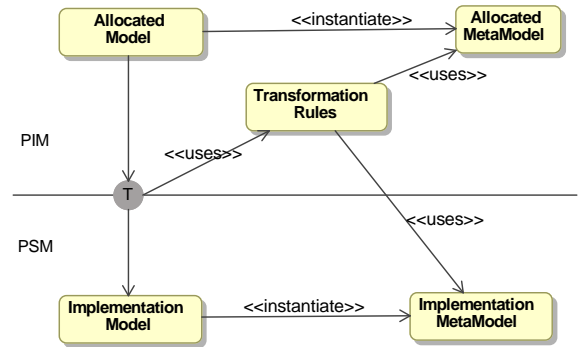 Allocated
Model
<<instantiate>>
Allocated
MetaModel
<<uses>>
Transformation
Rules
PIM
<<uses>>
T
<<uses>>
PSM
Implementation
Model
<<instantiate>>
Implementation
MetaModel